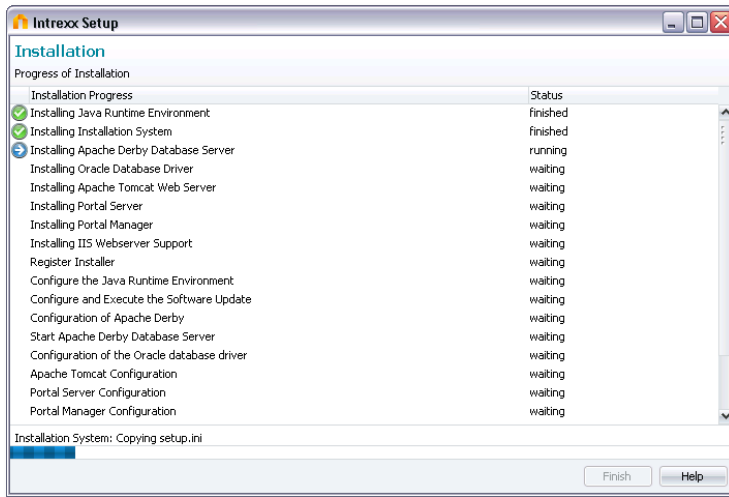 Intrexx Setup
Installation
Progress of Installation
Installation Progress Status
Installing Java Runtime Environment finished
Installing Installation System finished
Installing Apache Derby Database Server running
Installing Oracle Database Driver waiting
Installing Apache Tomcat Web Server waiting
Installing Portal Server waiting
Installing Portal Manager waiting
Installing IIS Webserver Support waiting
Register Installer waiting
Configure the Java Runtime Environment waiting
Configure and Execute the Software Update waiting
Configuration of Apache Derby waiting
Start Apache Derby Database Server waiting
Configuration of the Oracle database driver waiting
Apache Tomcat Configuration waiting
Portal Server Configuration waiting
Portal Manager Configuration waiting
Installation System: Copying setup.ini
Finish Help